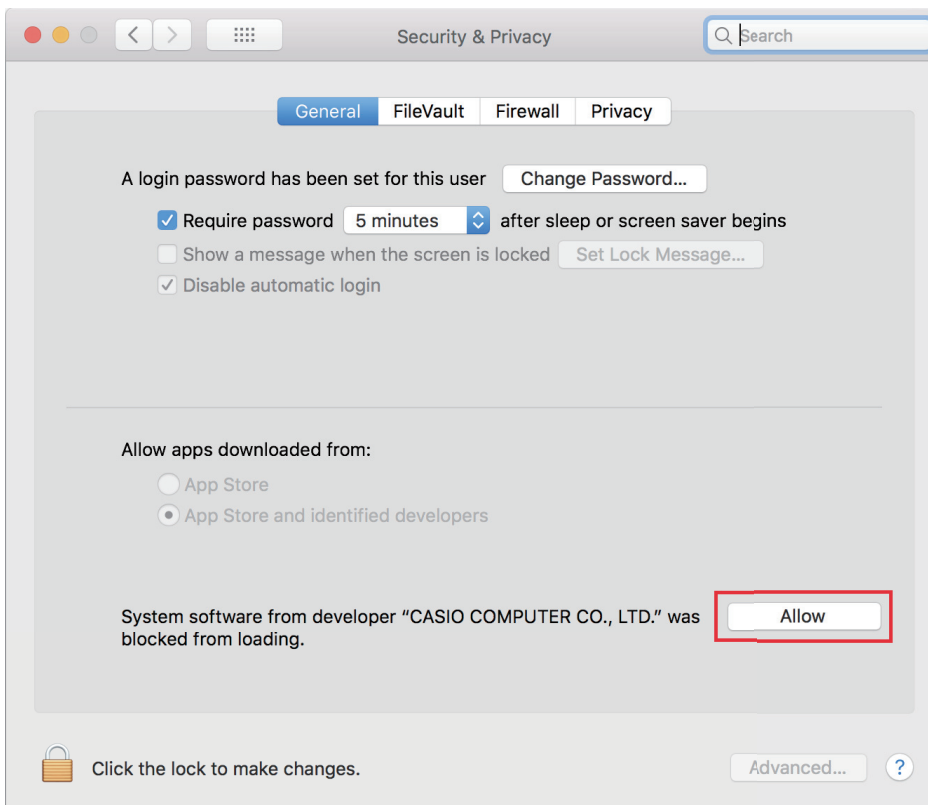 Security & Privacy
Search
General FileVault Firewall Privacy
A login password has been set for this user Change Password...
Require password 5 minutes after sleep or screen saver begins
Show a message when the screen is locked Set Lock Message...
Disable automatic login
Allow apps downloaded from:
App Store
App Store and identified developers
System software from developer “CASIO COMPUTER CO., LTD.” was Allow
blocked from loading.
Click the lock to make changes. Advanced... ?